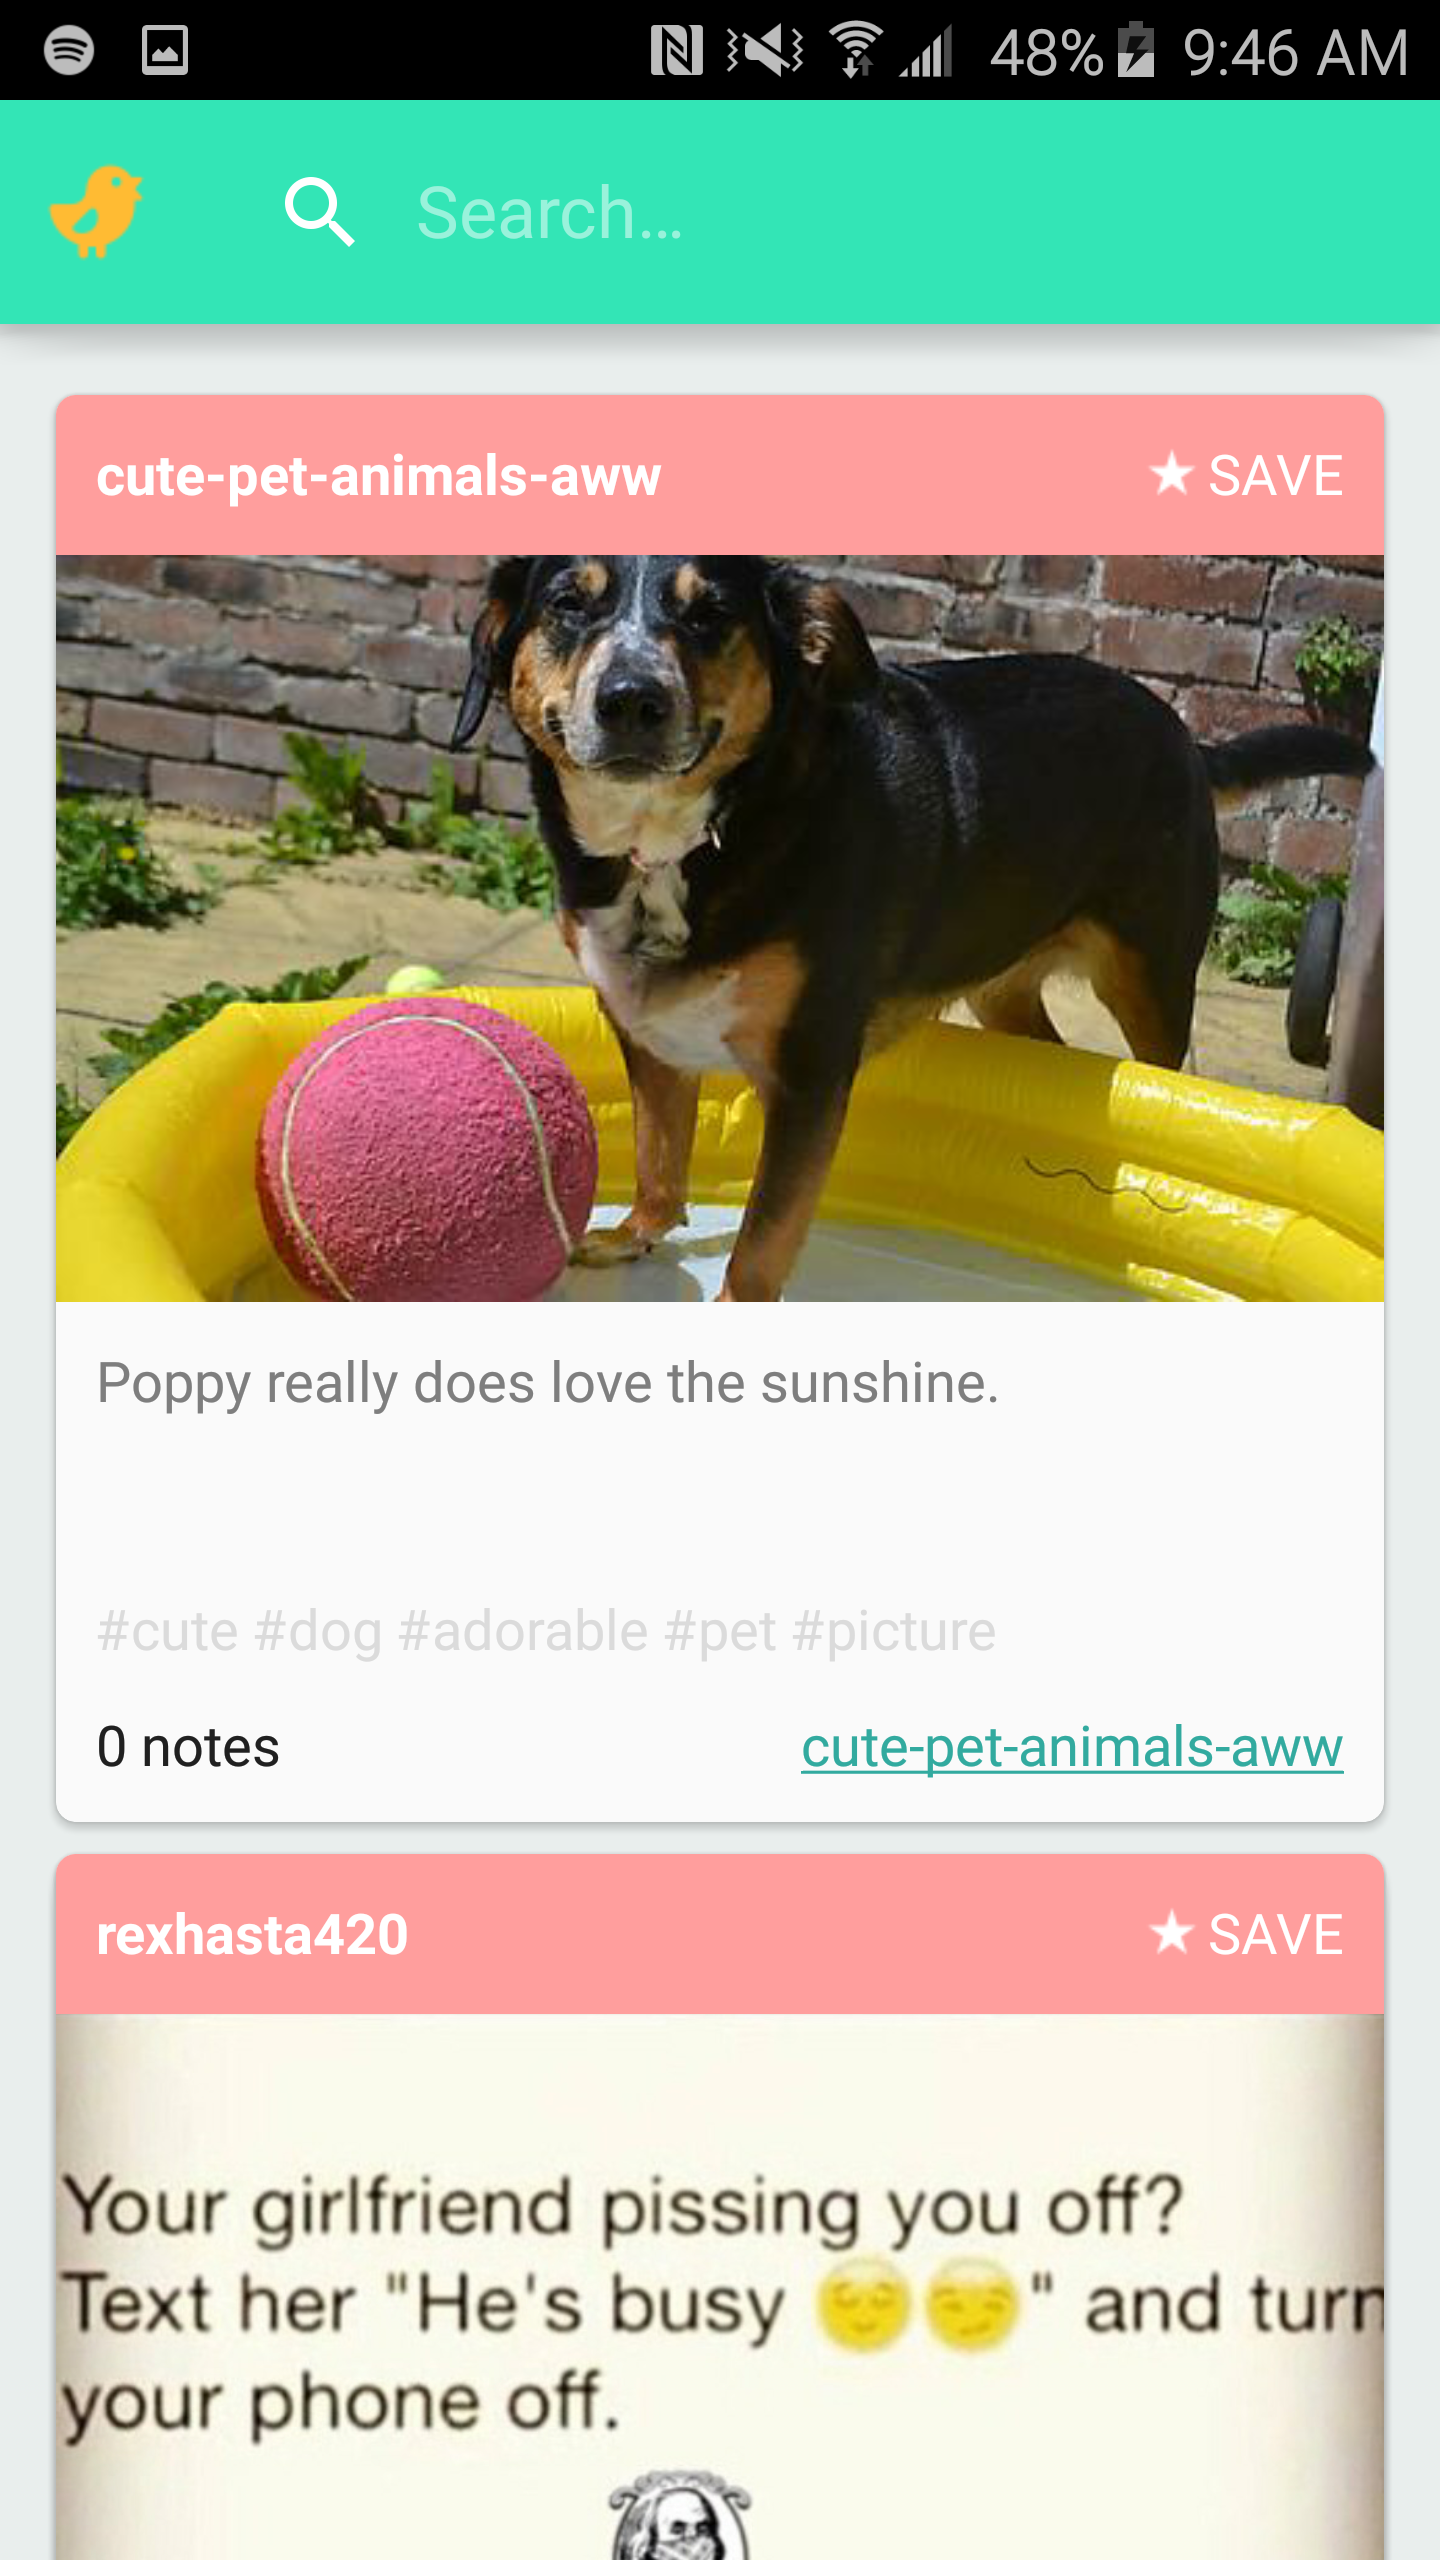 48% 9:46 AM
Search...
cute-pet-animals-aww ★ SAVE
Poppy really does love the sunshine.
#cute #dog #adorable #pet #picture
0 notes cute-pet-animals-aww
rexhasta420 ★ SAVE
Your girlfriend pissing you off?
Text her "He's busy 😌😏" and turn
your phone off.